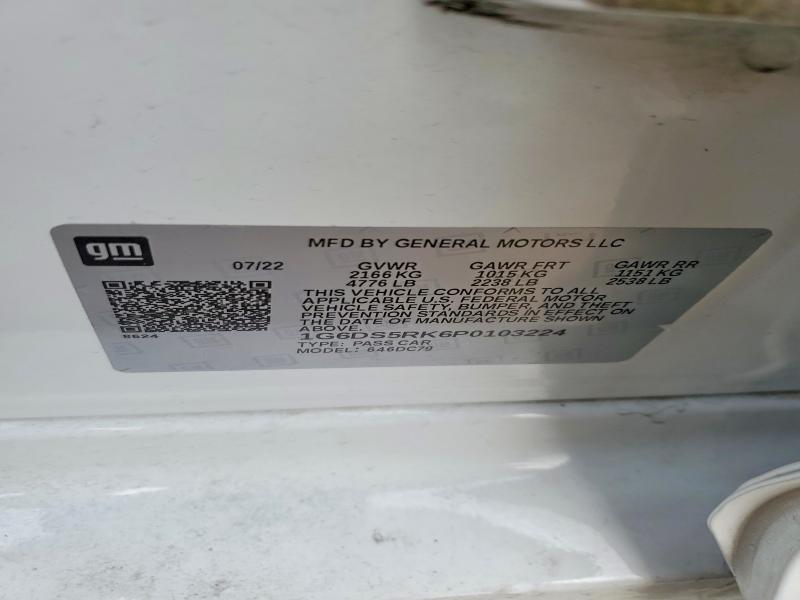 gm
MFD BY GENERAL MOTORS LLC
07/22 GVWR GAWR FRT GAWR RR
2166 KG 1015 KG 1151 KG
4776 LB 2238 LB 2538 LB
THIS VEHICLE CONFORMS TO ALL
APPLICABLE U.S. FEDERAL MOTOR
VEHICLE SAFETY, BUMPER, AND THEFT
PREVENTION STANDARDS IN EFFECT ON
THE DATE OF MANUFACTURE SHOWN
ABOVE.
8624
1G6DS5RK6P0103224
TYPE: PASS CAR
MODEL: 6A6DC79